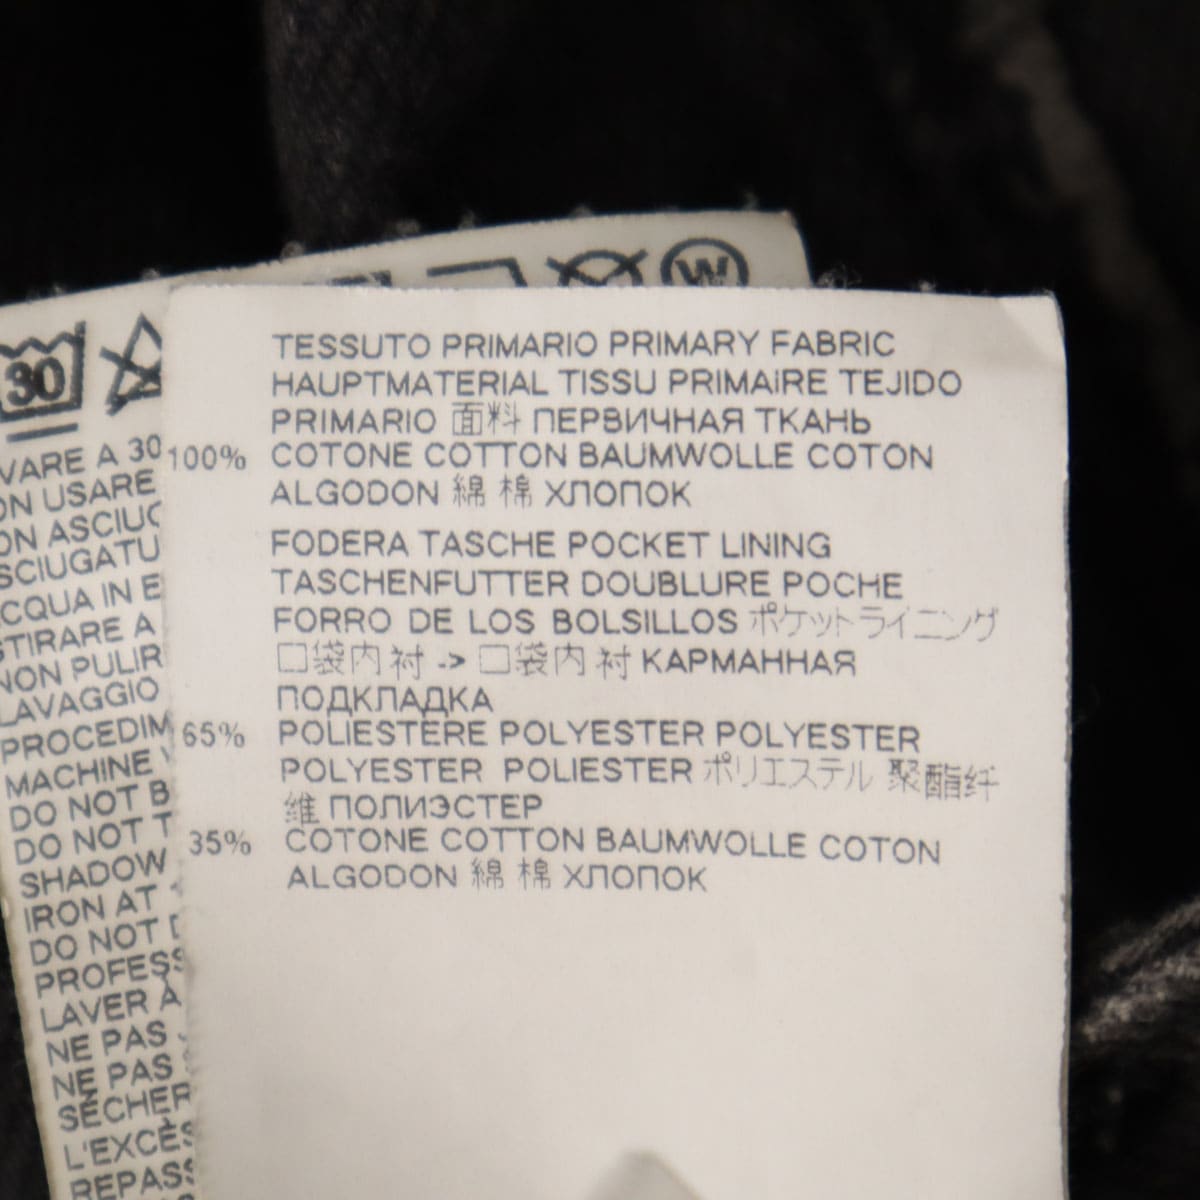 W
30
TESSUTO PRIMARIO PRIMARY FABRIC
HAUPTMATERIAL TISSU PRIMAiRE TEJIDO
PRIMARIO 面料 ПЕРВИЧНАЯ ТКАНЬ
100% COTONE COTTON BAUMWOLLE COTON
ALGODON 綿 棉 ХЛОПОК
FODERA TASCHE POCKET LINING
TASCHENFUTTER DOUBLURE POCHE
FORRO DE LOS BOLSILLOS ポケットライニング
口袋内衬 -> 口袋内衬 КАРМАННАЯ
ПОДКЛАДКА
65% POLIESTERE POLYESTER POLYESTER
POLYESTER POLIESTER ポリエステル 聚酯纤
维 ПОЛИЭСТЕР
35% COTONE COTTON BAUMWOLLE COTON
ALGODON 綿 棉 ХЛОПОК
VARE A 30
ON USARE
ON ASCIUG
SCIUGATU
CQUA IN E
STIRARE A
NON PULIR
LAVAGGIO
PROCEDIM
MACHINE
DO NOT B
DO NOT T
SHADOW
IRON AT
DO NOT D
PROFESS
LAVER A
NE PAS
NE PAS
SÉCHER
L'EXCÈS
REPASS